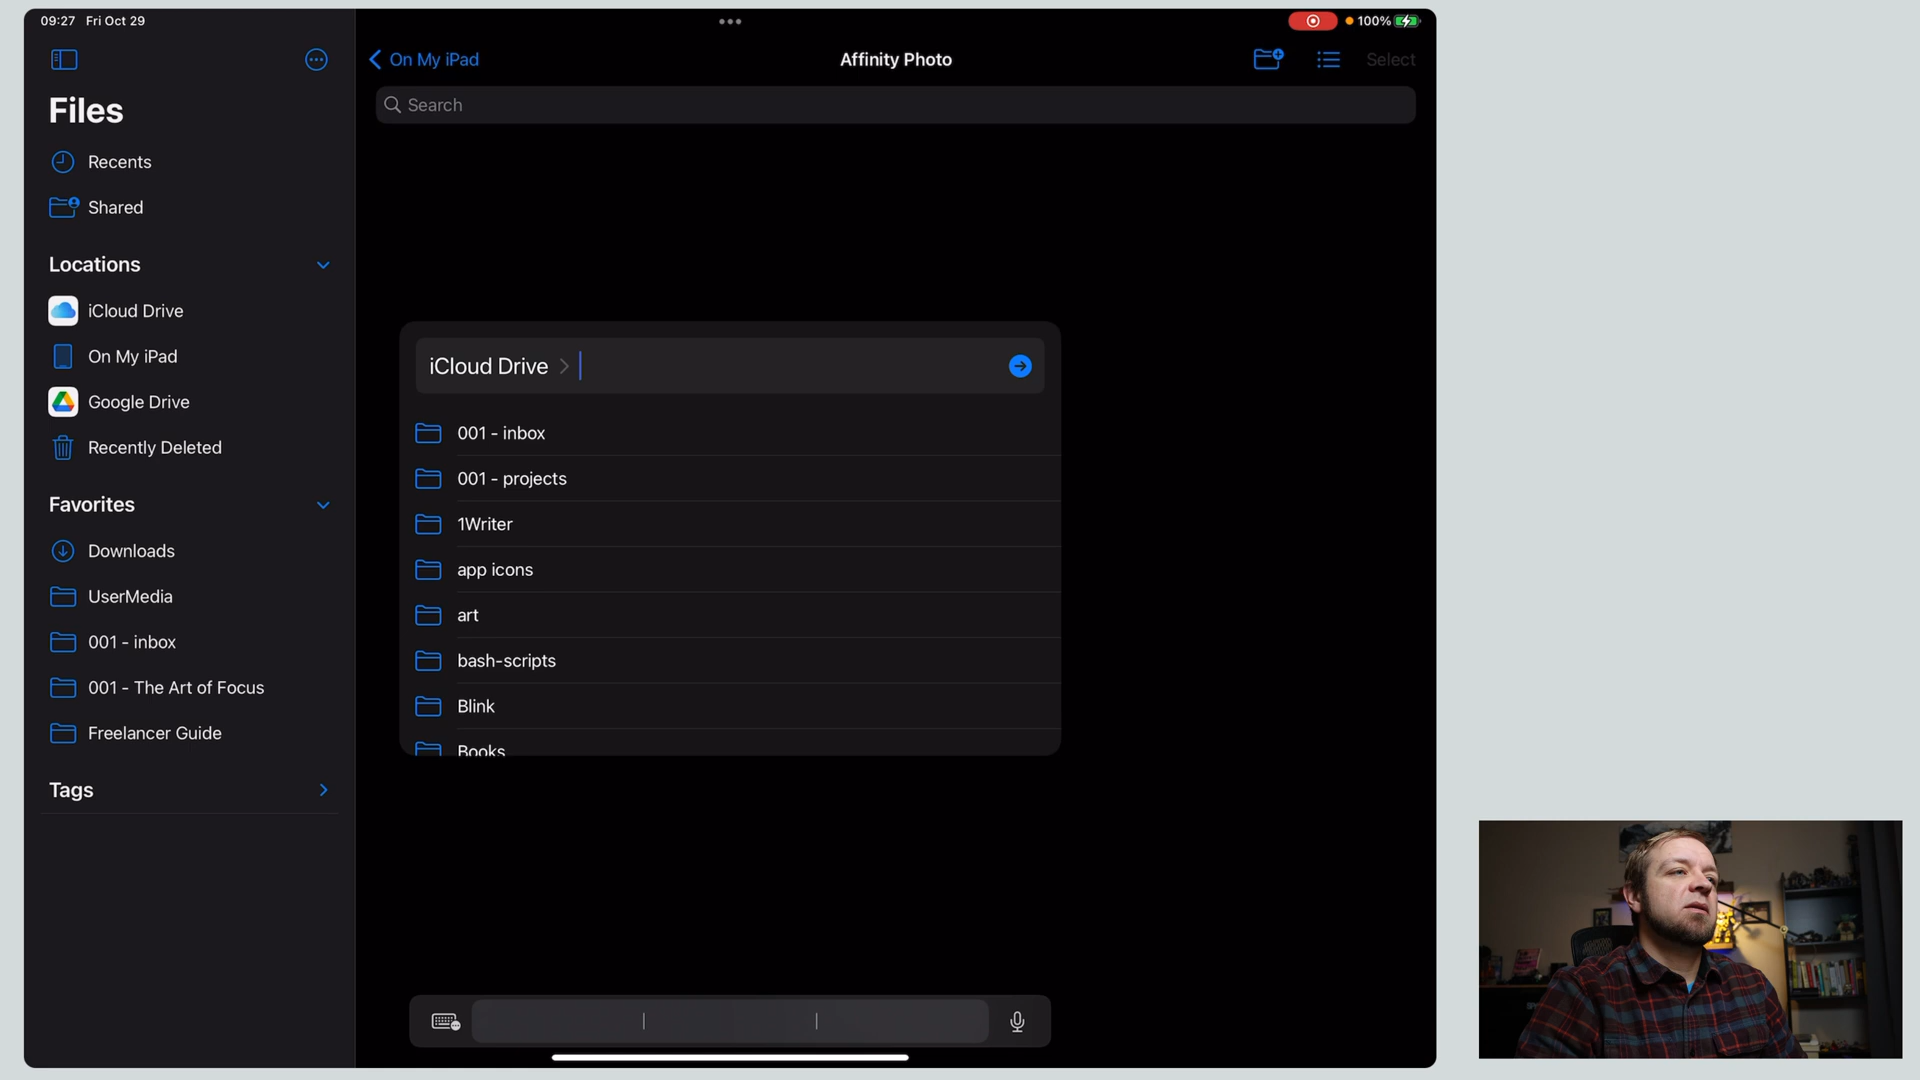 09:27 Fri Oct 29
100%
Files
Recents
Shared
Locations
iCloud Drive
On My iPad
Google Drive
Recently Deleted
Favorites
Downloads
UserMedia
001 - inbox
001 - The Art of Focus
Freelancer Guide
Tags
On My iPad
Affinity Photo
Select
Search
iCloud Drive
001 - inbox
001 - projects
1Writer
app icons
art
bash-scripts
Blink
Books